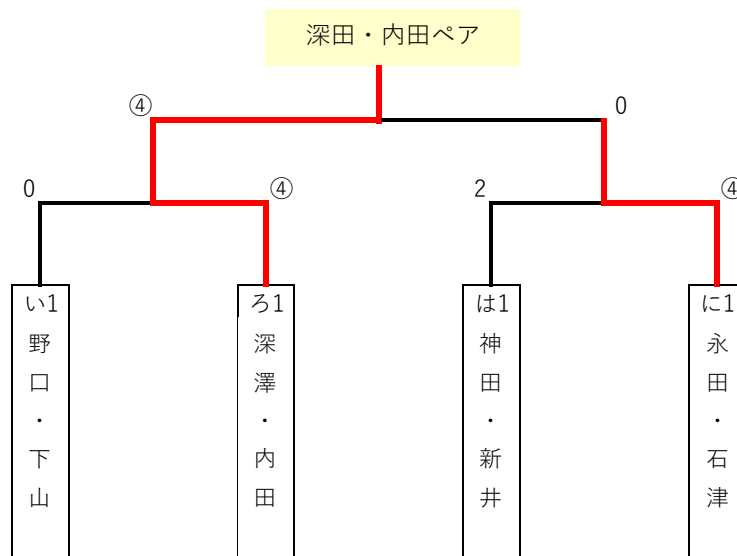 深田・内田ペア
④
0
0
④
2
④
い1
野口・下山
ろ1
深澤・内田
は1
神田・新井
に1
永田・石津